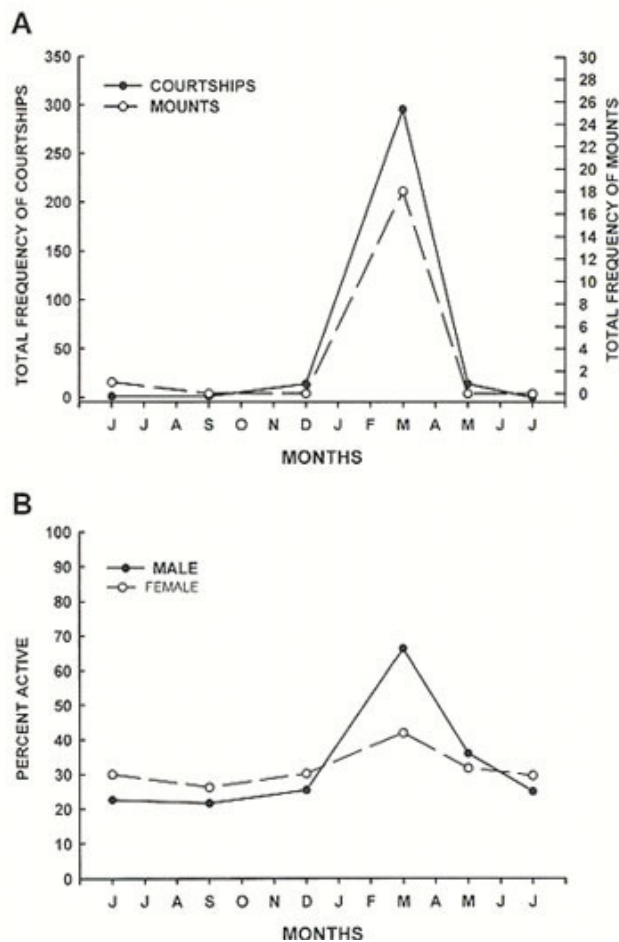 A
350
300
250
200
150
100
50
0
TOTAL FREQUENCY OF COURTSHIPS
COURTSHIPS
MOUNTS
30
28
26
24
22
20
18
16
14
12
10
8
6
4
2
0
TOTAL FREQUENCY OF MOUNTS
J J A S O N D J F M A M J J
MONTHS
B
100
90
80
70
60
50
40
30
20
10
0
PERCENT ACTIVE
MALE
FEMALE
J J A S O N D J F M A M J J
MONTHS